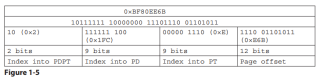 0xBF80EE6B
10111111 10000000 11101110 01101011
10 (0x2) 111111 100 (0x1FC) 00000 1110 (0xE) 1110 01101011 (0xE6B)
2 bits 9 bits 9 bits 12 bits
Index into PDPT Index into PD Index into PT Page offset
Figure 1-5